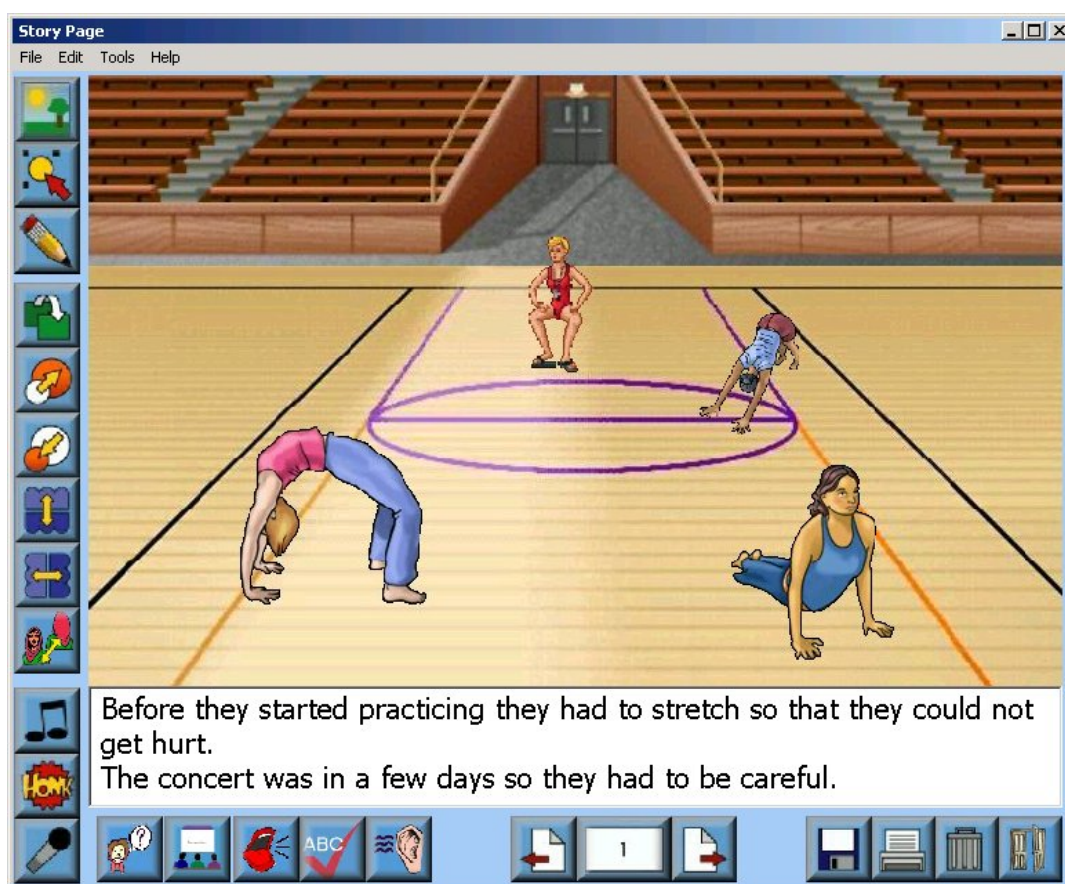 Story Page
File Edit Tools Help
Before they started practicing they had to stretch so that they could not
get hurt.
The concert was in a few days so they had to be careful.
HONK
ABC
1